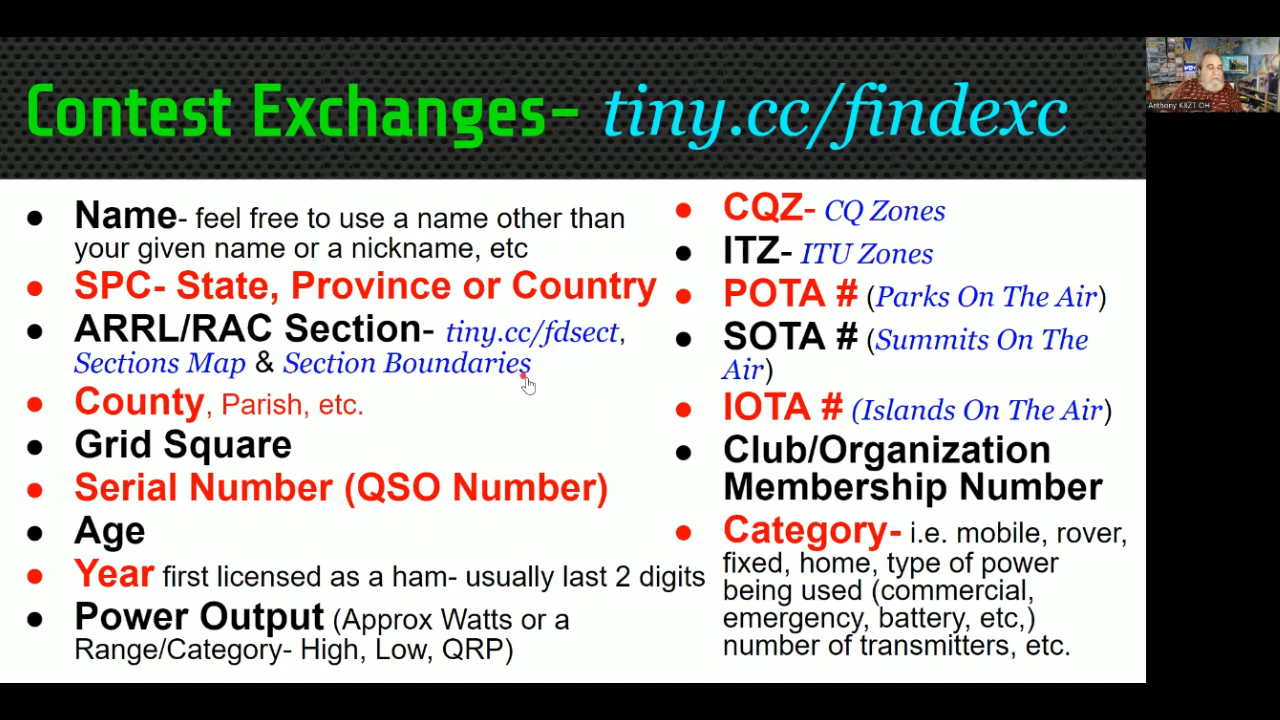 Contest Exchanges– tiny.cc/findexc
Name- feel free to use a name other than
your given name or a nickname, etc
SPC- State, Province or Country
ARRL/RAC Section- tiny.cc/fdsect,
Sections Map & Section Boundaries
County, Parish, etc.
Grid Square
Serial Number (QSO Number)
Age
Year first licensed as a ham- usually last 2 digits
Power Output (Approx Watts or a
Range/Category- High, Low, QRP)
CQZ- CQ Zones
ITZ- ITU Zones
POTA # (Parks On The Air)
SOTA # (Summits On The
Air)
IOTA # (Islands On The Air)
Club/Organization
Membership Number
Category- i.e. mobile, rover,
fixed, home, type of power
being used (commercial,
emergency, battery, etc,)
number of transmitters, etc.
Anthony K8ZT OH